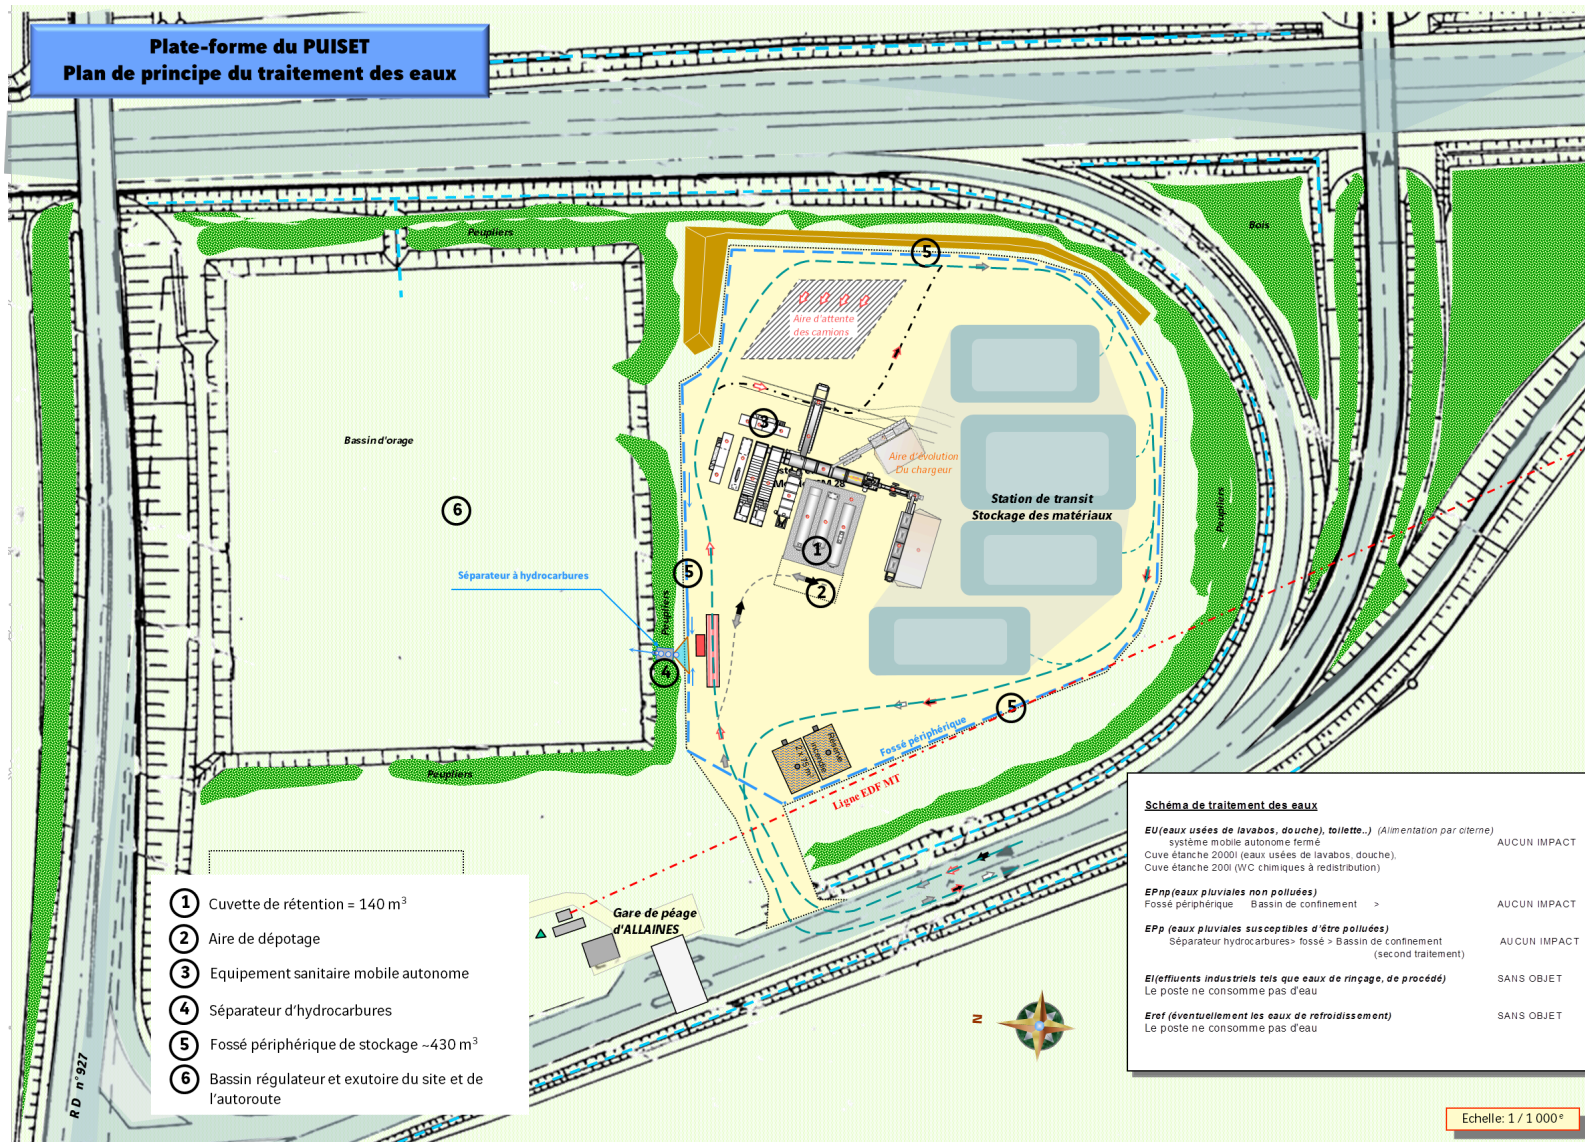 Plate-forme du PUISET
Plan de principe du traitement des eaux
Peupliers
Bois
5
Aire d'attente
des camions
3
Bassin d'orage
Aire d'évolution
Du chargeur
6
Station de transit
Stockage des matériaux
Peupliers
1
5
Séparateur à hydrocarbures
2
Peupliers
4
5
Fossé périphérique
Peupliers
Ligne EDF MT
Gare de péage
d'ALLAINES
N
RD n°927
1 Cuvette de rétention = 140 m³
2 Aire de dépotage
3 Equipement sanitaire mobile autonome
4 Séparateur d'hydrocarbures
5 Fossé périphérique de stockage ~430 m³
6 Bassin régulateur et exutoire du site et de
l'autoroute
Schéma de traitement des eaux
EU(eaux usées de lavabos, douche), toilette..) (Alimentation par citerne)
système mobile autonome fermé AUCUN IMPACT
Cuve étanche 2000l (eaux usées de lavabos, douche),
Cuve étanche 200l (WC chimiques à redistribution)
EPnp(eaux pluviales non polluées)
Fossé périphérique Bassin de confinement > AUCUN IMPACT
EPp (eaux pluviales susceptibles d'être polluées)
Séparateur hydrocarbures> fossé > Bassin de confinement AUCUN IMPACT
(second traitement)
EI(effluents industriels tels que eaux de rinçage, de procédé) SANS OBJET
Le poste ne consomme pas d'eau
Eref (éventuellement les eaux de refroidissement) SANS OBJET
Le poste ne consomme pas d'eau
Echelle: 1 / 1 000ᵉ